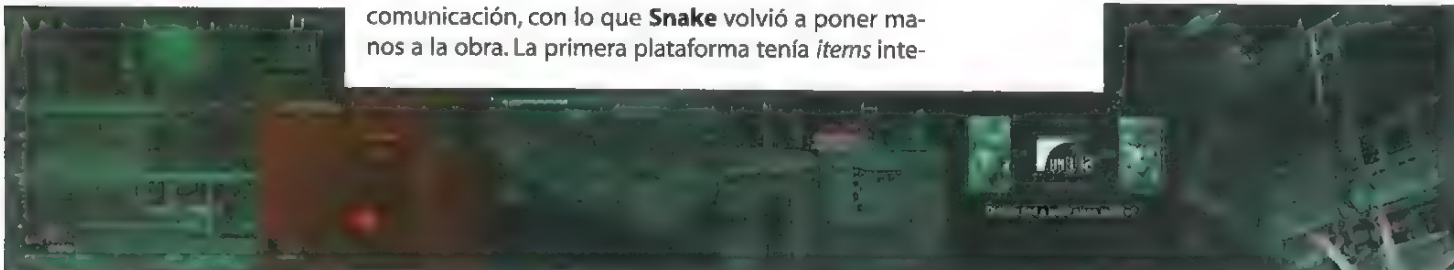 comunicación, con lo que Snake volvió a poner ma-
nos a la obra. La primera plataforma tenía items inte-